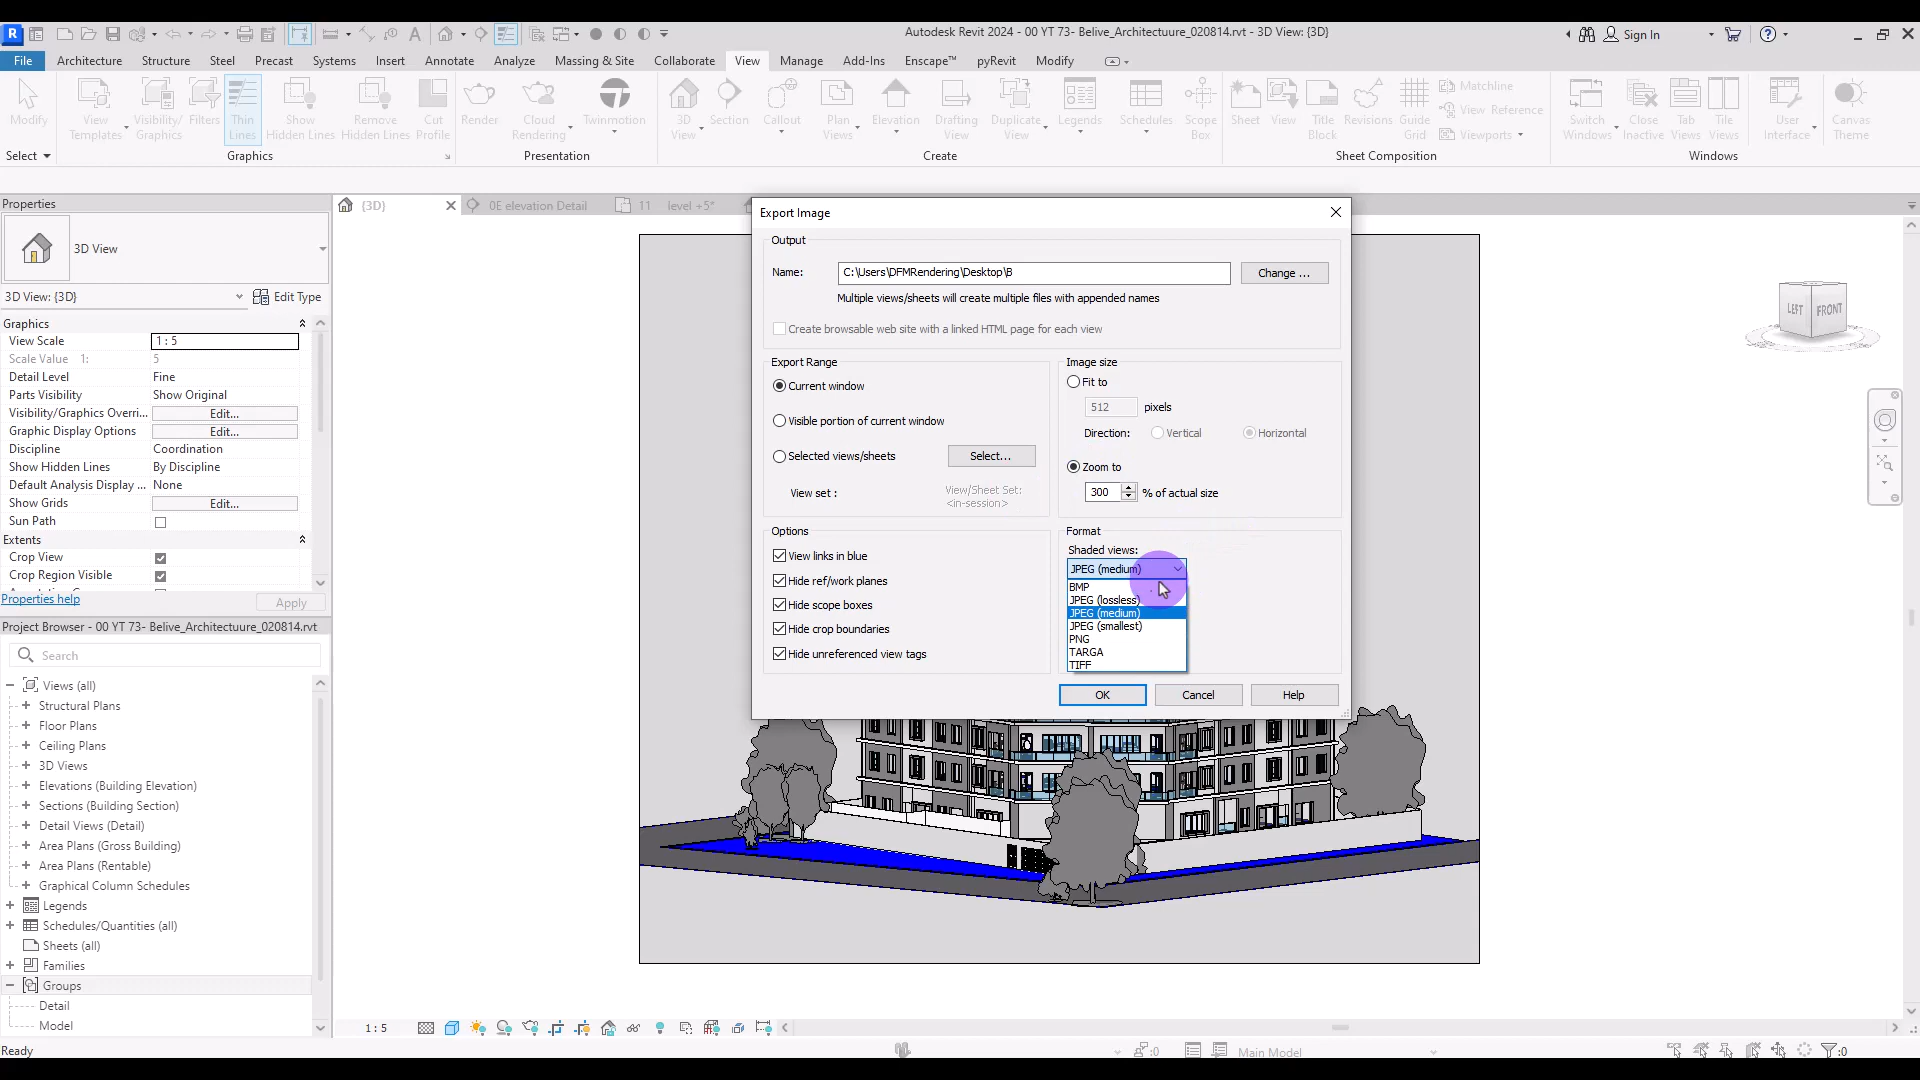 R
Autodesk Revit 2024 - 00 YT 73- Belive_Architectuure_020814.rvt - 3D View: {3D}
Sign In
File Architecture Structure Steel Precast Systems Insert Annotate Analyze Massing & Site Collaborate View Manage Add-Ins Enscape™ pyRevit Modify
Modify
View Templates
Visibility/ Graphics
Filters
Thin Lines
Show Hidden Lines
Remove Hidden Lines
Cut Profile
Render
Cloud Rendering
Twinmotion
3D View
Section
Callout
Plan Views
Elevation
Drafting View
Duplicate View
Legends
Schedules
Scope Box
Sheet
View
Title Block
Revisions
Guide Grid
Matchline
View Reference
Viewports
Switch Windows
Close Inactive
Tab Views
Tile Views
User Interface
Canvas Theme
Select Graphics Presentation Create Sheet Composition Windows
Properties
{3D} 0E elevation Detail 11 level +5*
3D View
3D View: {3D} Edit Type
Graphics
View Scale 1 : 5
Scale Value 1: 5
Detail Level Fine
Parts Visibility Show Original
Visibility/Graphics Overri... Edit...
Graphic Display Options Edit...
Discipline Coordination
Show Hidden Lines By Discipline
Default Analysis Display ... None
Show Grids Edit...
Sun Path
Extents
Crop View
Crop Region Visible
Properties help Apply
Project Browser - 00 YT 73- Belive_Architectuure_020814.rvt
Search
Views (all)
Structural Plans
Floor Plans
Ceiling Plans
3D Views
Elevations (Building Elevation)
Sections (Building Section)
Detail Views (Detail)
Area Plans (Gross Building)
Area Plans (Rentable)
Graphical Column Schedules
Legends
Schedules/Quantities (all)
Sheets (all)
Families
Groups
Detail
Model
Export Image
Output
Name: C:\Users\DFMRendering\Desktop\B Change ...
Multiple views/sheets will create multiple files with appended names
Create browsable web site with a linked HTML page for each view
Export Range
Current window
Visible portion of current window
Selected views/sheets Select...
View set : View/Sheet Set:
<in-session>
Image size
Fit to
512 pixels
Direction: Vertical Horizontal
Zoom to
300 % of actual size
Options
View links in blue
Hide ref/work planes
Hide scope boxes
Hide crop boundaries
Hide unreferenced view tags
Format
Shaded views:
JPEG (medium)
BMP
JPEG (lossless)
JPEG (medium)
JPEG (smallest)
PNG
TARGA
TIFF
OK Cancel Help
LEFT FRONT
1 : 5
Ready
:0
Main Model
:0